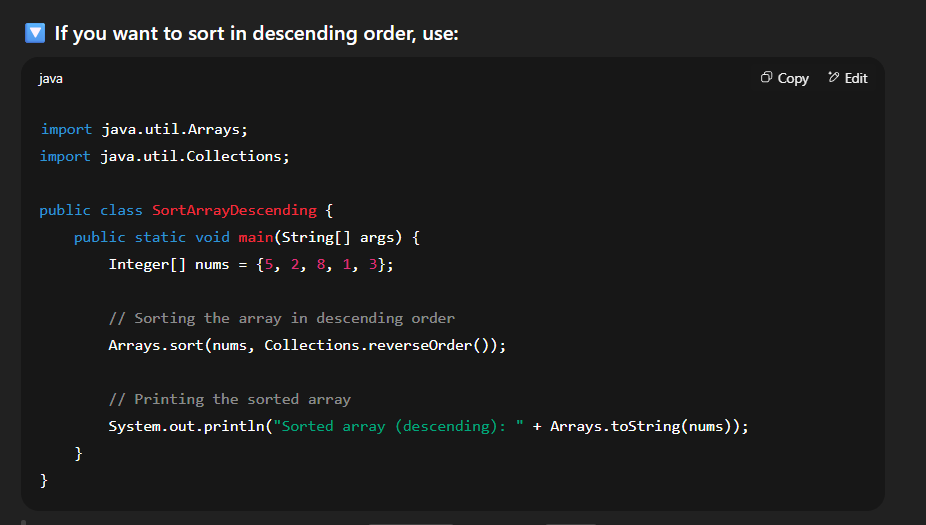 If you want to sort in descending order, use:
java
Copy
Edit
import java.util.Arrays;
import java.util.Collections;
public class SortArrayDescending {
    public static void main(String[] args) {
        Integer[] nums = {5, 2, 8, 1, 3};
        // Sorting the array in descending order
        Arrays.sort(nums, Collections.reverseOrder());
        // Printing the sorted array
        System.out.println("Sorted array (descending): " + Arrays.toString(nums));
    }
}